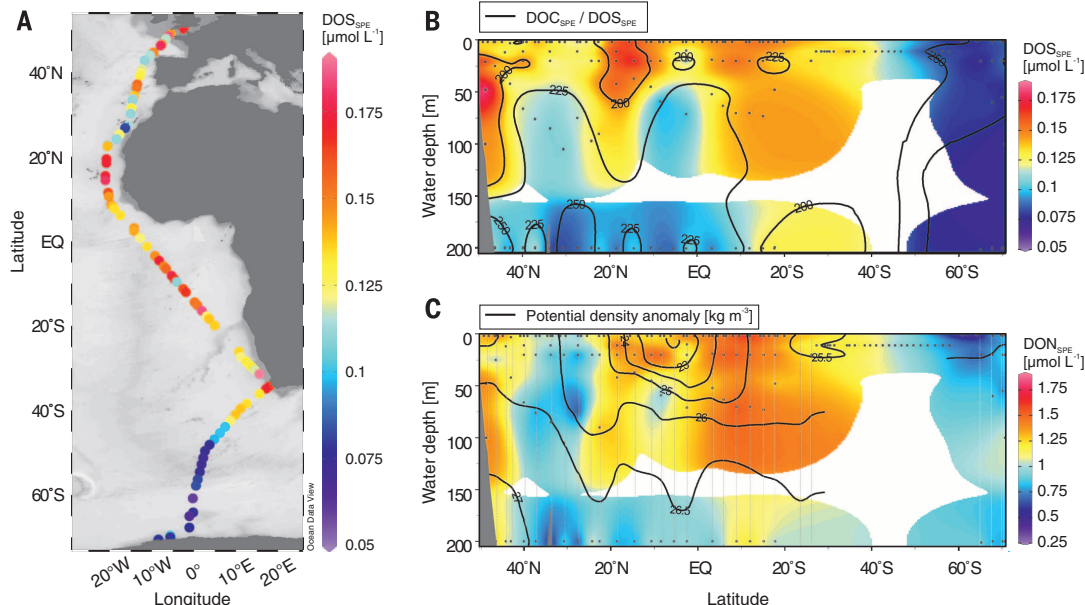 A
DOS_SPE
[µmol L⁻¹]
40˚N
20˚N
EQ
20˚S
40˚S
60˚S
Latitude
20˚W
10˚W
0˚
10˚E
20˚E
Longitude
0.175
0.15
0.125
0.1
0.075
0.05
Ocean Data View
B
DOC_SPE / DOS_SPE
0
50
100
150
200
Water depth [m]
200
225
200
200
225
250
225
250
225
225
200
40˚N
20˚N
EQ
20˚S
40˚S
60˚S
DOS_SPE
[µmol L⁻¹]
0.175
0.15
0.125
0.1
0.075
0.05
C
Potential density anomaly [kg m⁻³]
0
50
100
150
200
Water depth [m]
24
23
25
25.5
26
26.5
27
40˚N
20˚N
EQ
20˚S
40˚S
60˚S
Latitude
DON_SPE
[µmol L⁻¹]
1.75
1.5
1.25
1
0.75
0.5
0.25